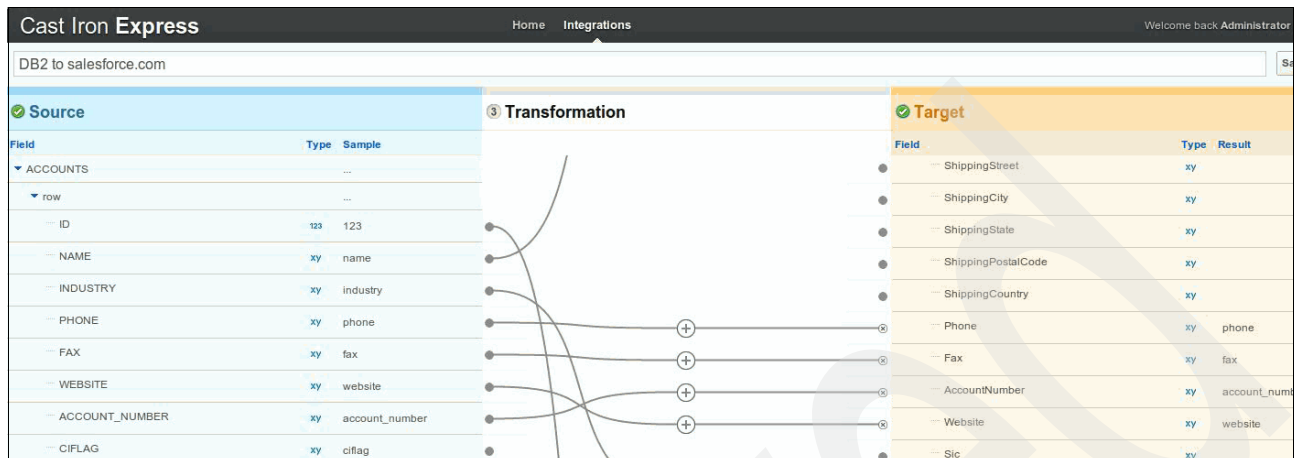 Cast Iron Express Home Integrations Welcome back Administrator
DB2 to salesforce.com
Source 3 Transformation Target
Field Type Sample Field Type Result
ACCOUNTS ... ShippingStreet xy
row ... ShippingCity xy
ID 123 123 ShippingState xy
NAME xy name ShippingPostalCode xy
INDUSTRY xy industry ShippingCountry xy
PHONE xy phone Phone xy phone
FAX xy fax Fax xy fax
WEBSITE xy website AccountNumber xy account_numb
ACCOUNT_NUMBER xy account_number Website xy website
CIFLAG xy ciflag Sic xy